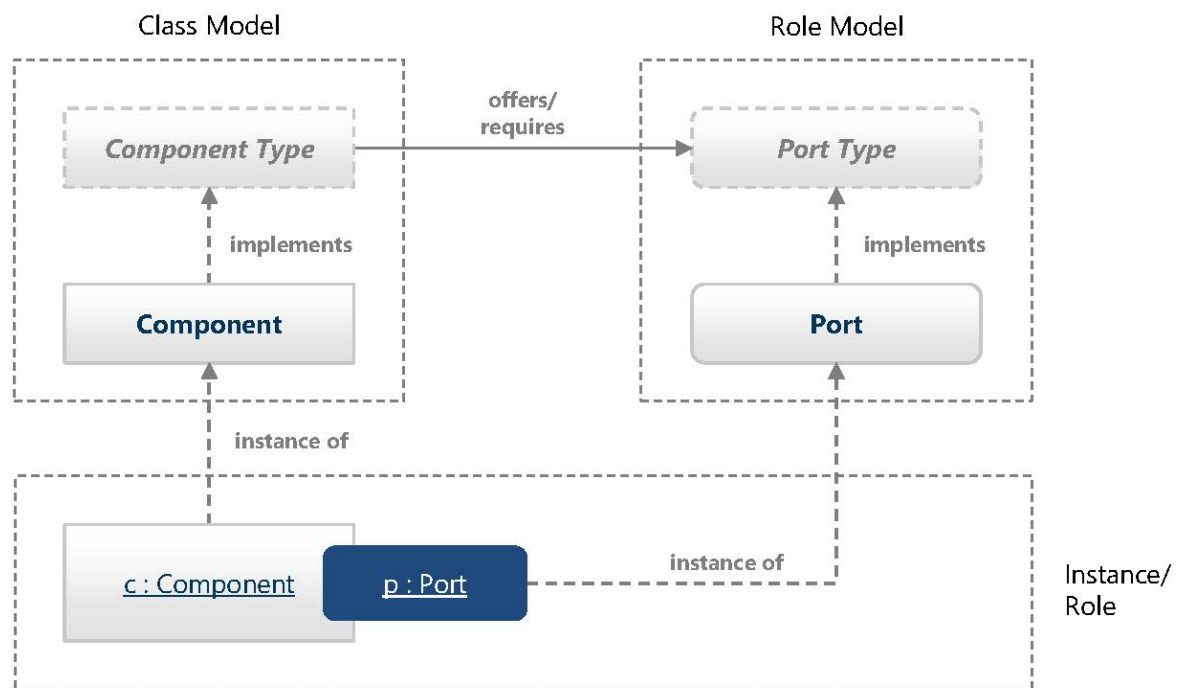 Class Model
Role Model
offers/
requires
Component Type
Port Type
implements
implements
Component
Port
instance of
c : Component
p : Port
instance of
Instance/
Role